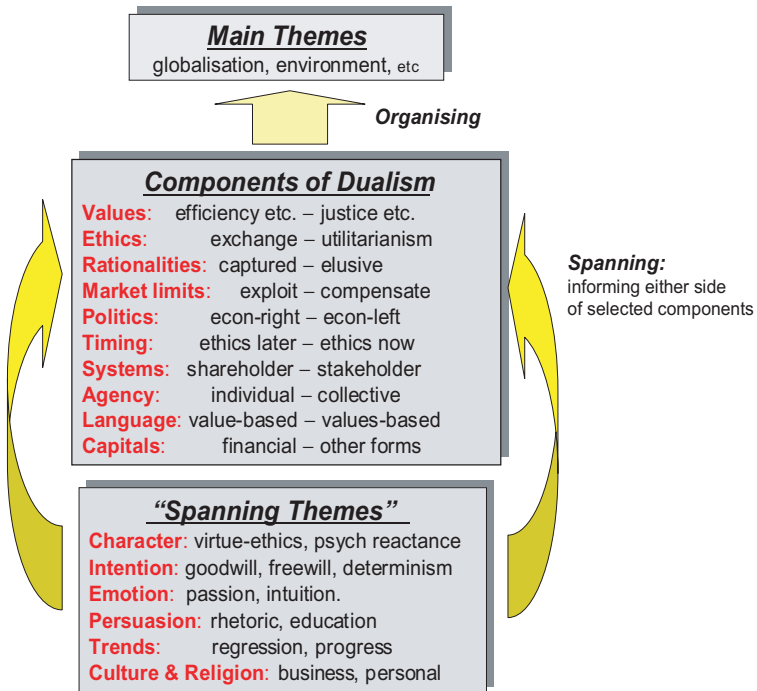 Main Themes
globalisation, environment, etc
Organising
Components of Dualism
Values: efficiency etc. – justice etc.
Ethics: exchange – utilitarianism
Rationalities: captured – elusive
Market limits: exploit – compensate
Politics: econ-right – econ-left
Timing: ethics later – ethics now
Systems: shareholder – stakeholder
Agency: individual – collective
Language: value-based – values-based
Capitals: financial – other forms
Spanning:
informing either side
of selected components
“Spanning Themes”
Character: virtue-ethics, psych reactance
Intention: goodwill, freewill, determinism
Emotion: passion, intuition.
Persuasion: rhetoric, education
Trends: regression, progress
Culture & Religion: business, personal